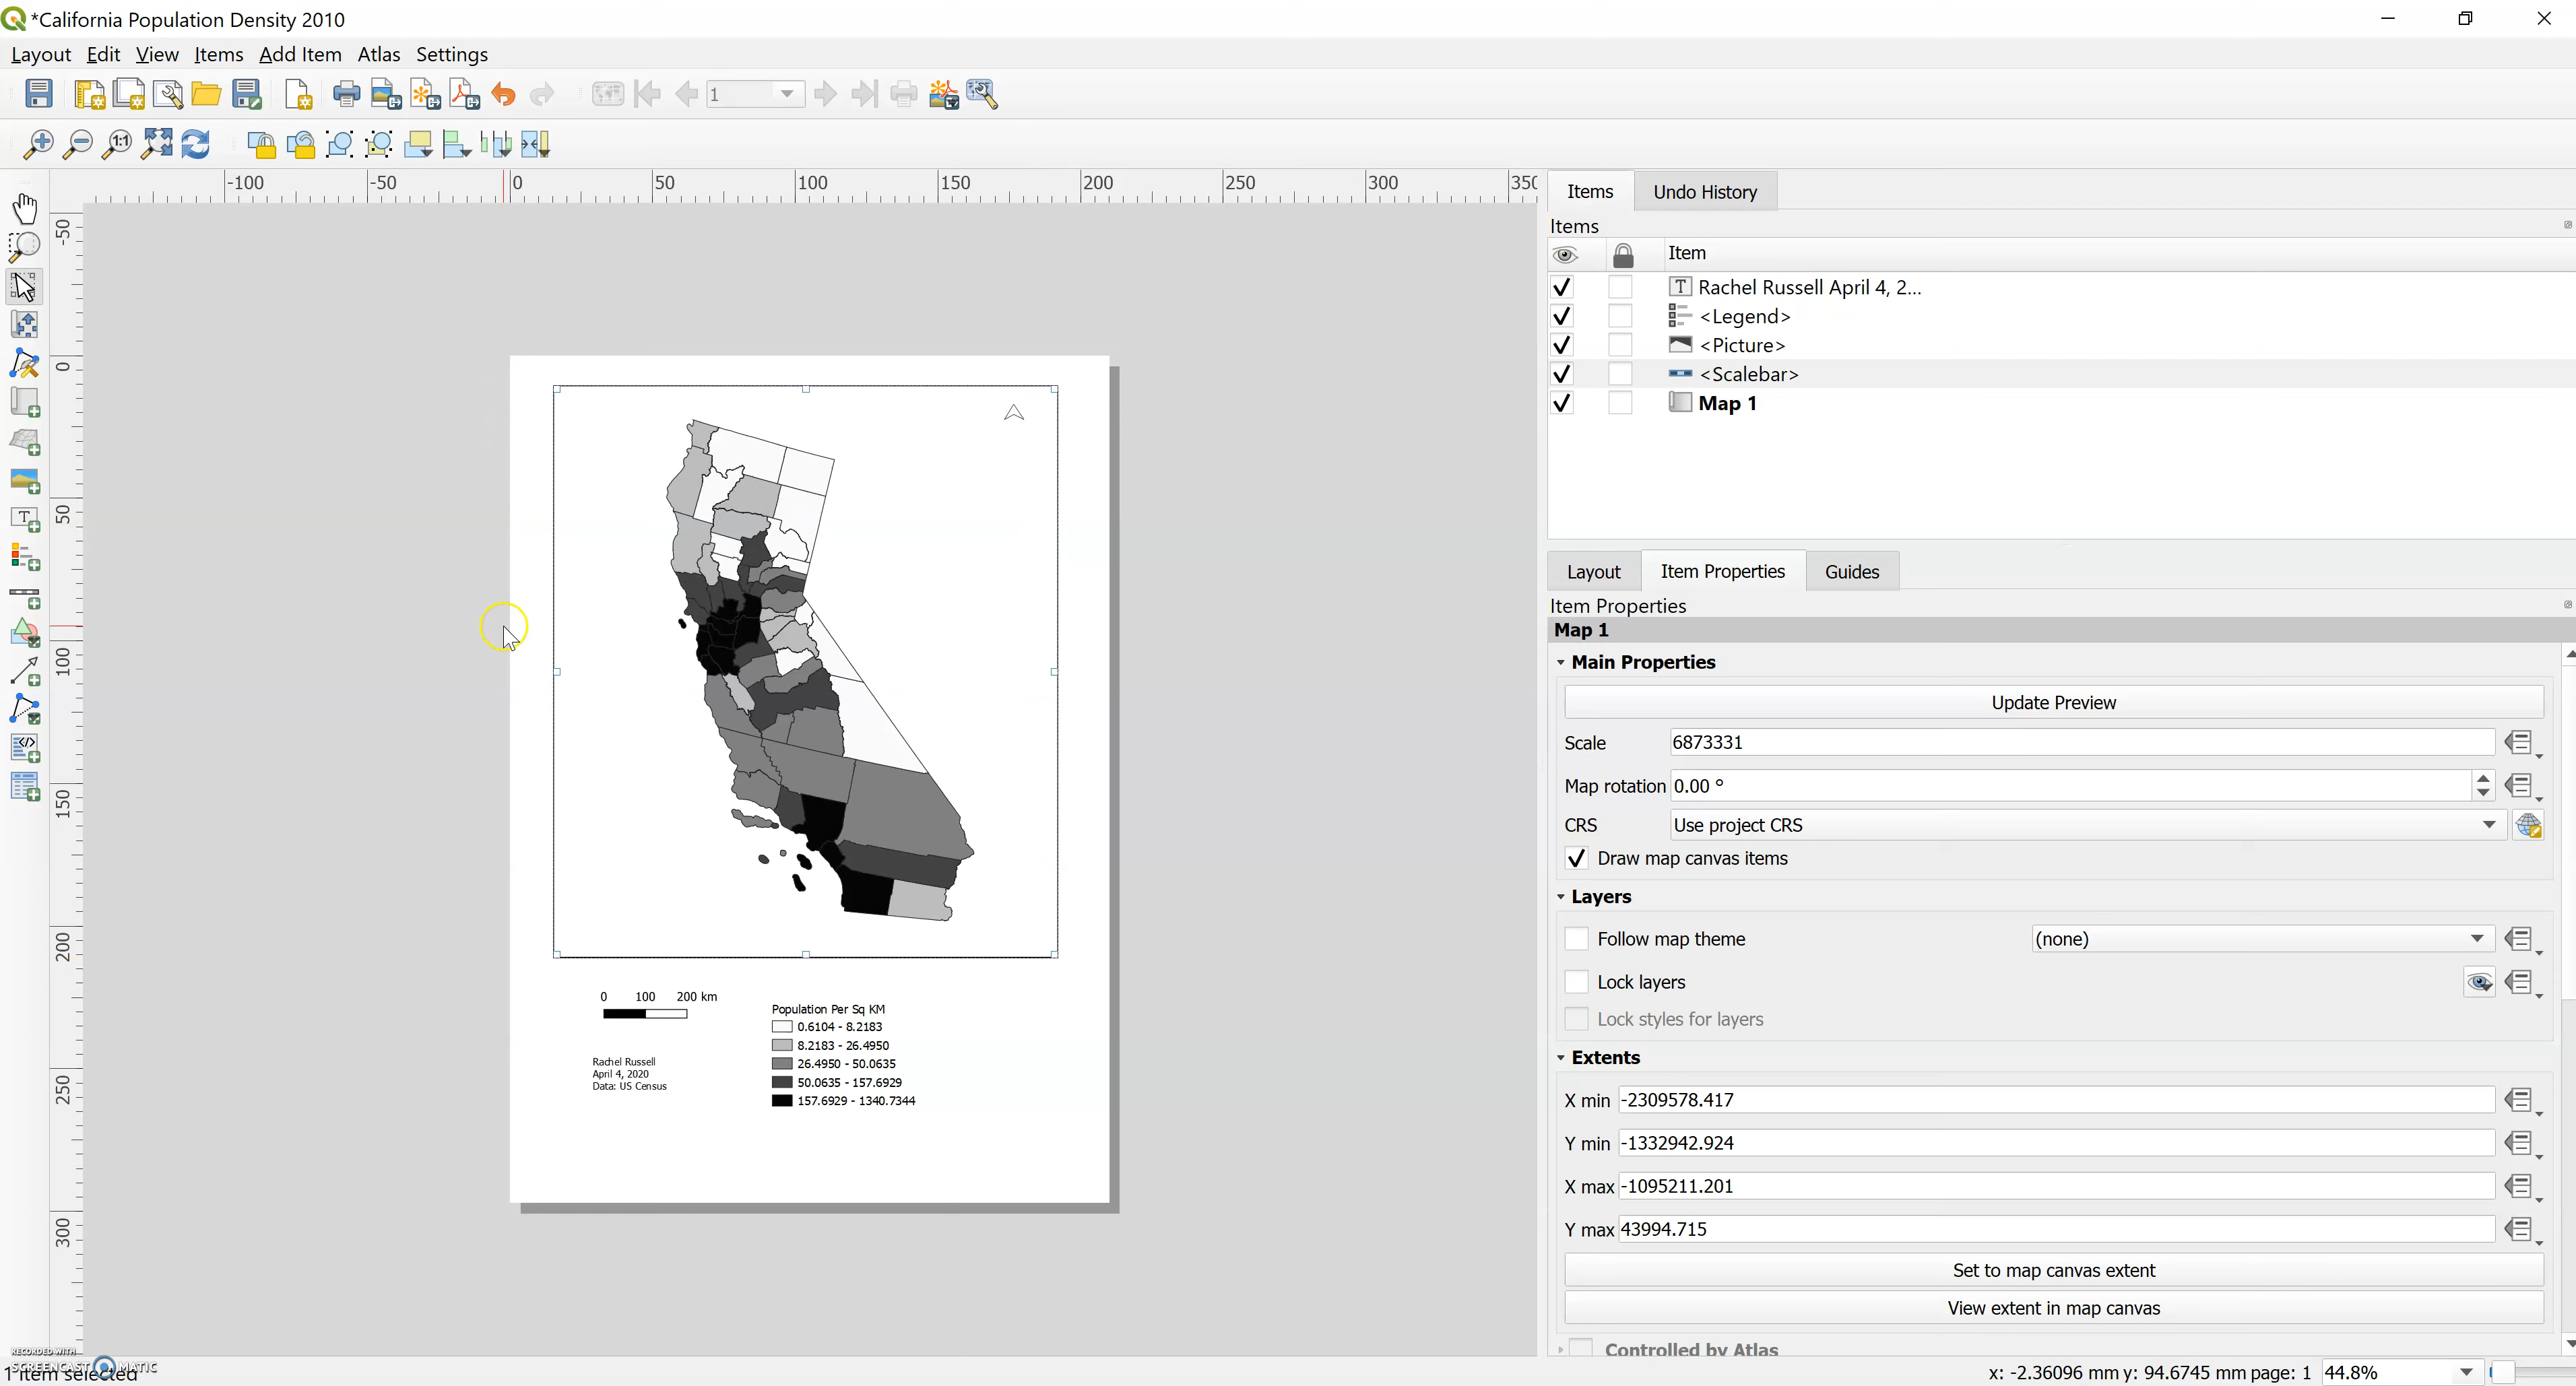 *California Population Density 2010
Layout Edit View Items Add Item Atlas Settings
1
-100 -50 0 50 100 150 200 250 300 350
-50
0
50
100
150
200
250
300
0 100 200 km
Population Per Sq KM
0.6104 - 8.2183
8.2183 - 26.4950
26.4950 - 50.0635
50.0635 - 157.6929
157.6929 - 1340.7344
Rachel Russell
April 4, 2020
Data: US Census
Items Undo History
Items
Item
Rachel Russell April 4, 2...
<Legend>
<Picture>
<Scalebar>
Map 1
Layout Item Properties Guides
Item Properties
Map 1
Main Properties
Update Preview
Scale 6873331
Map rotation 0.00 °
CRS Use project CRS
Draw map canvas items
Layers
Follow map theme (none)
Lock layers
Lock styles for layers
Extents
X min -2309578.417
Y min -1332942.924
X max -1095211.201
Y max 43994.715
Set to map canvas extent
View extent in map canvas
Controlled by Atlas
RECORDED WITH
SCREENCAST MATIC
1 item selected
x: -2.36096 mm y: 94.6745 mm page: 1 44.8%